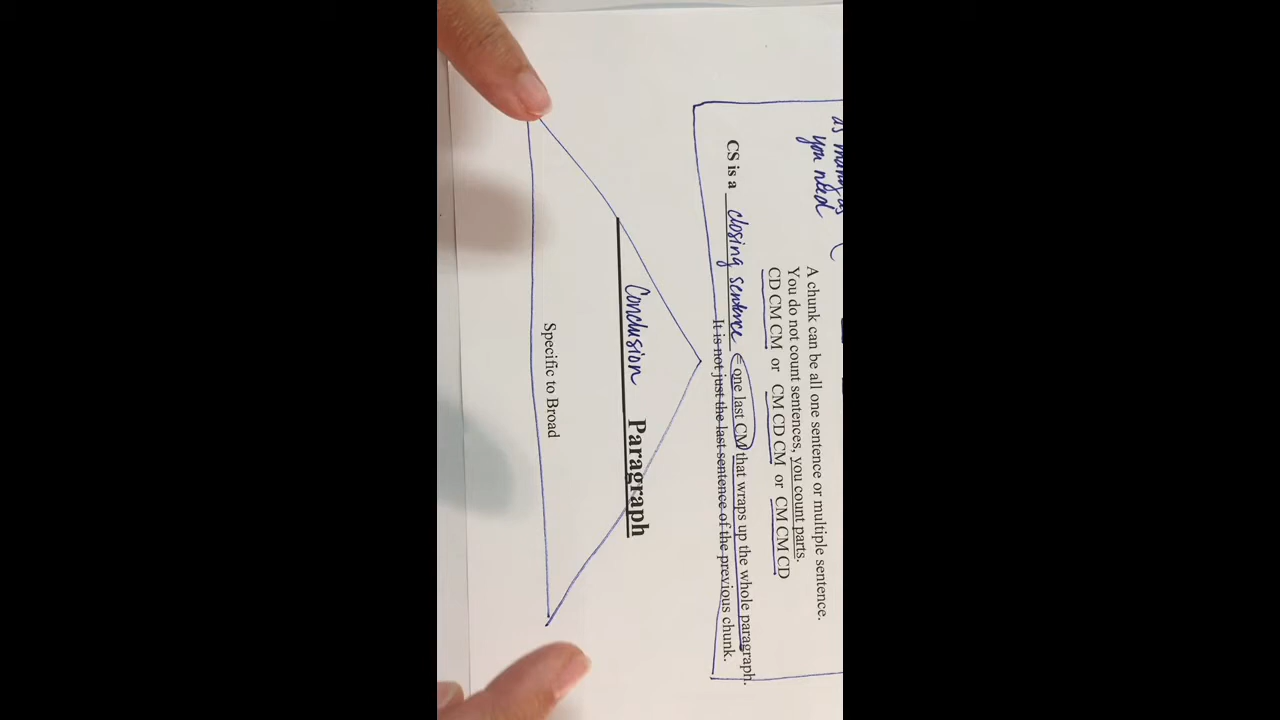 as many as
you need
A chunk can be all one sentence or multiple sentence.
You do not count sentences, you count parts.
CD CM CM or CM CD CM or CM CM CD
CS is a closing sentence = one last CM that wraps up the whole paragraph.
It is not just the last sentence of the previous chunk.
Conclusion Paragraph
Specific to Broad